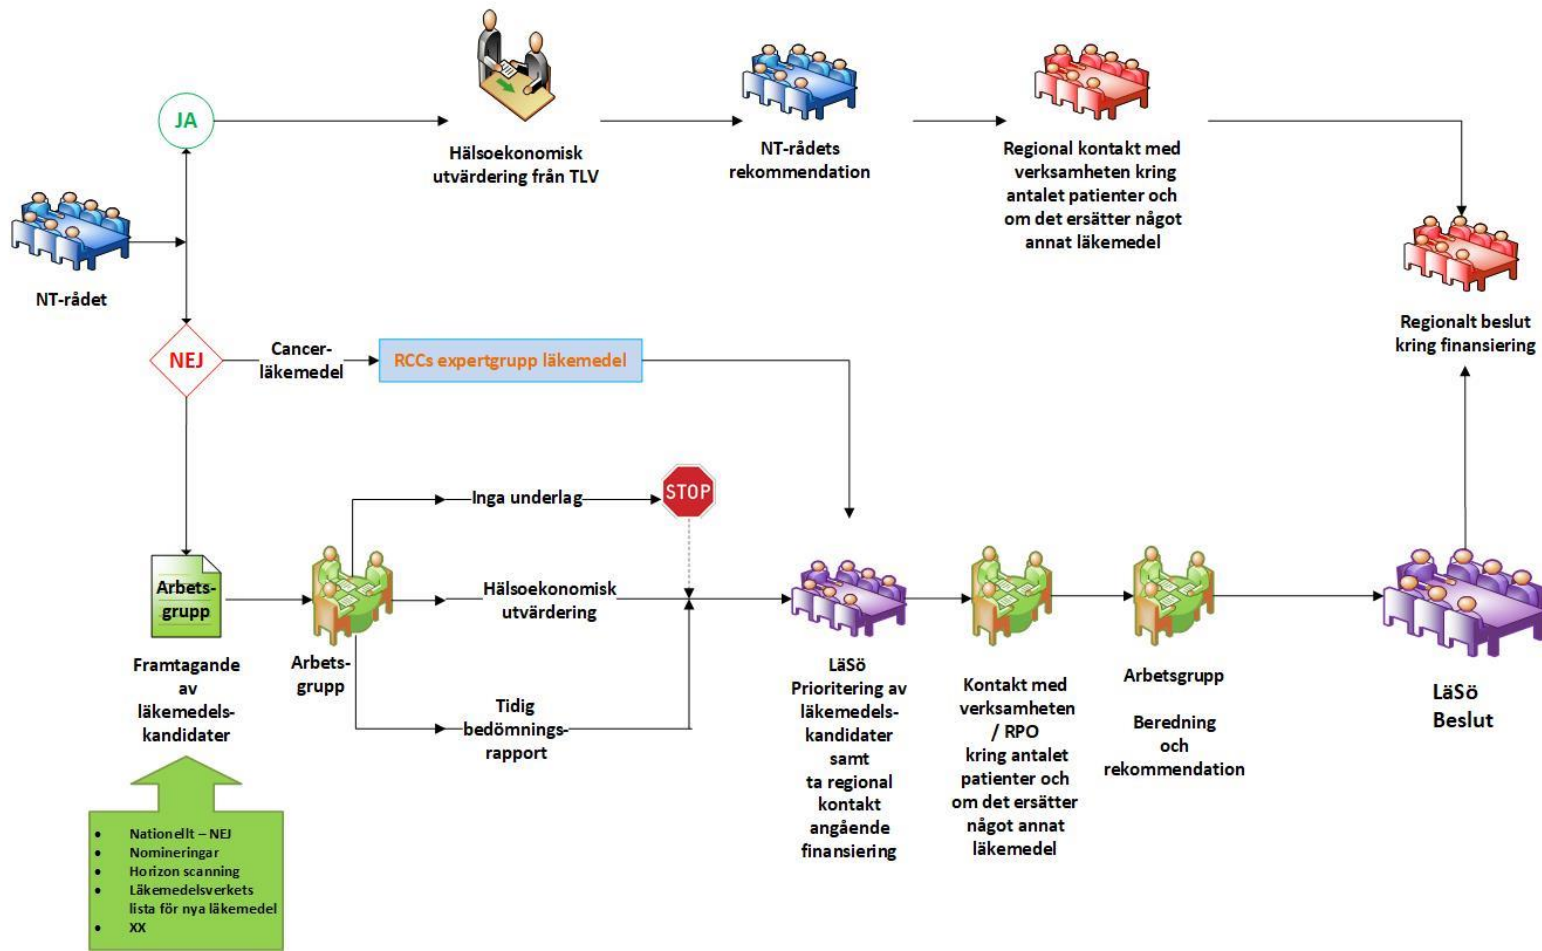 JA
Hälsoekonomisk
utvärdering från TLV
NT-rådets
rekommendation
Regional kontakt med
verksamheten kring
antalet patienter och
om det ersätter något
annat läkemedel
NT-rådet
Regionalt beslut
kring finansiering
NEJ
Cancer-
läkemedel
RCCs expertgrupp läkemedel
Inga underlag
STOP
Arbets-
grupp
Framtagande
av
läkemedels-
kandidater
Arbets-
grupp
Hälsoekonomisk
utvärdering
Tidig
bedömnings-
rapport
LäSö
Prioritering av
läkemedels-
kandidater
samt
ta regional
kontakt
angående
finansiering
Kontakt med
verksamheten
/ RPO
kring antalet
patienter och
om det ersätter
något annat
läkemedel
Arbetsgrupp
Beredning
och
rekommendation
LäSö
Beslut
• Nationellt – NEJ
• Nomineringar
• Horizon scanning
• Läkemedelsverkets
lista för nya läkemedel
• XX